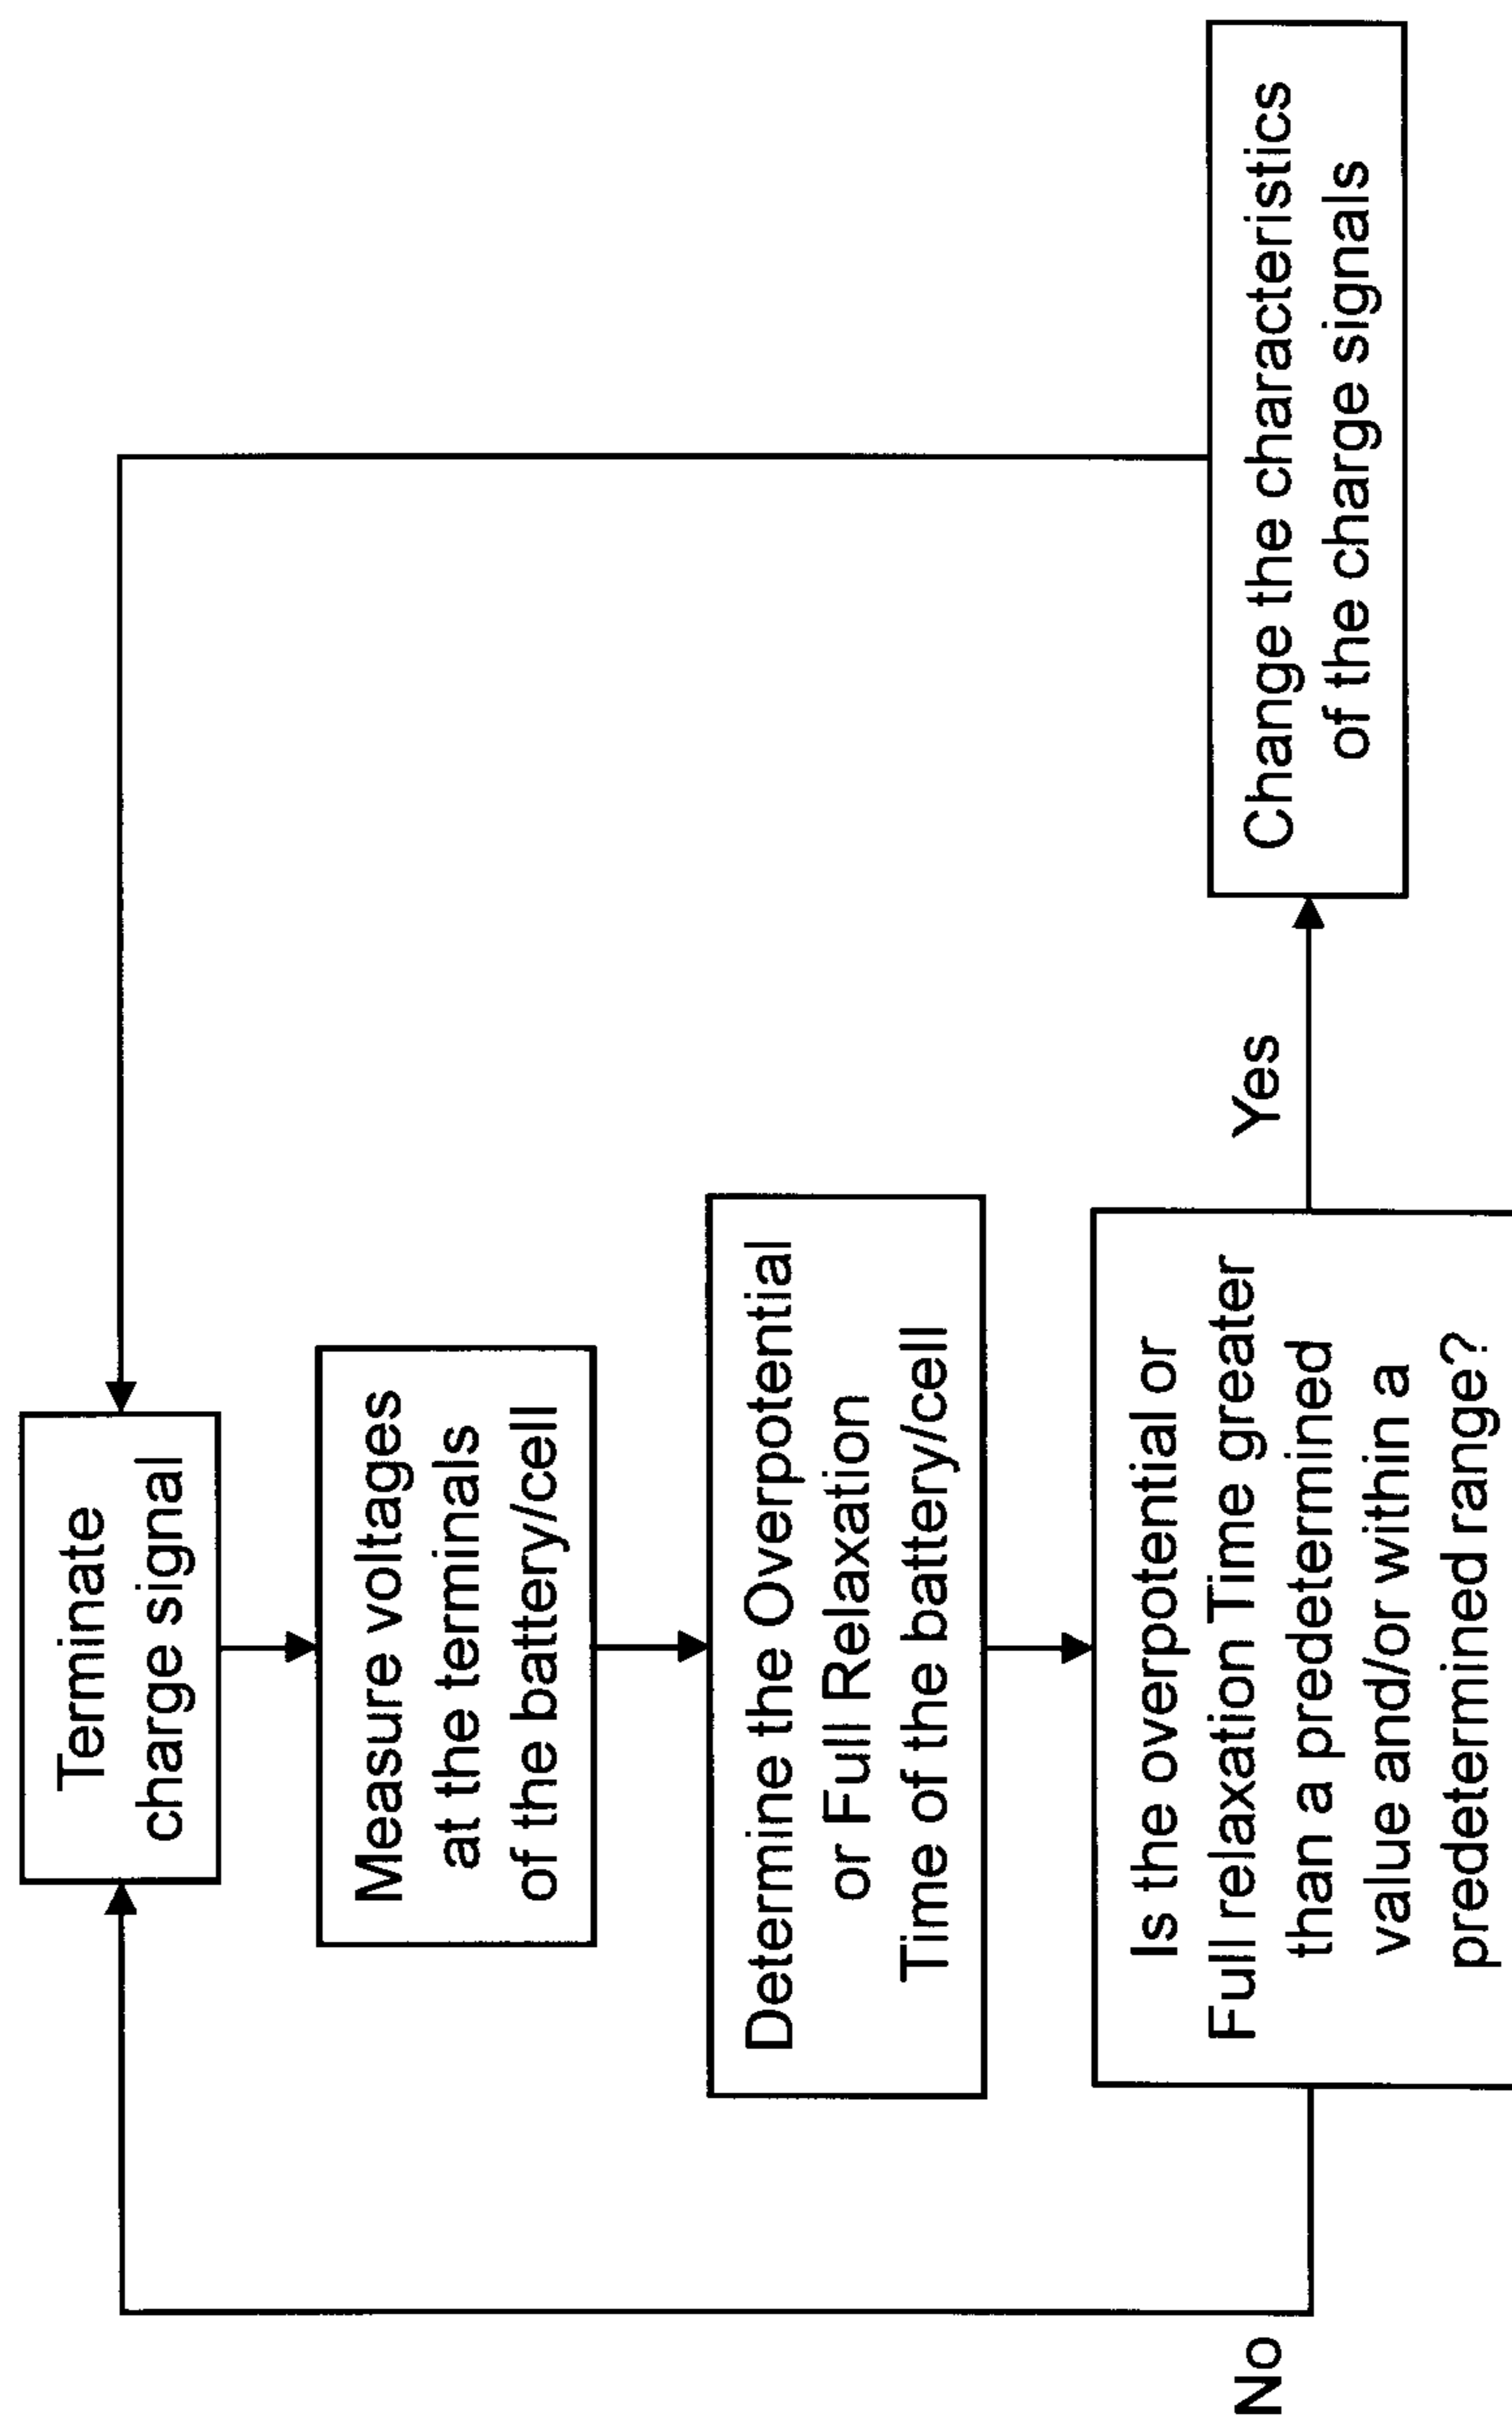 Terminate
charge signal
Measure voltages
at the terminals
of the battery/cell
Determine the Overpotential
or Full Relaxation
Time of the battery/cell
Is the overpotential or
Full relaxation Time greater
than a predetermined
value and/or within a
predetermined range?
No
Yes
Change the characteristics
of the charge signals